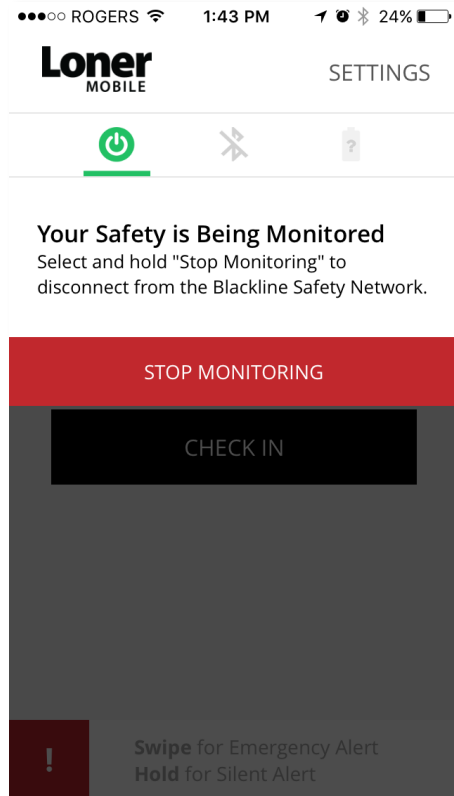 ROGERS 1:43 PM 24%
Loner
MOBILE
SETTINGS
?
Your Safety is Being Monitored
Select and hold "Stop Monitoring" to
disconnect from the Blackline Safety Network.
STOP MONITORING
CHECK IN
!
Swipe for Emergency Alert
Hold for Silent Alert